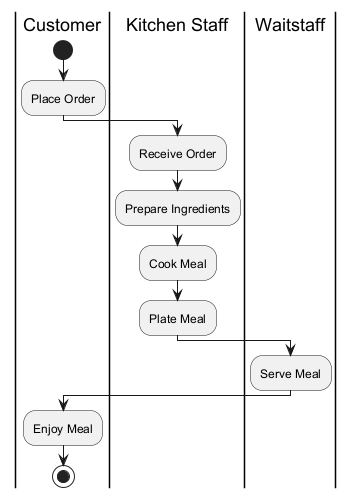 Customer
Kitchen Staff
Waitstaff
Place Order
Receive Order
Prepare Ingredients
Cook Meal
Plate Meal
Serve Meal
Enjoy Meal